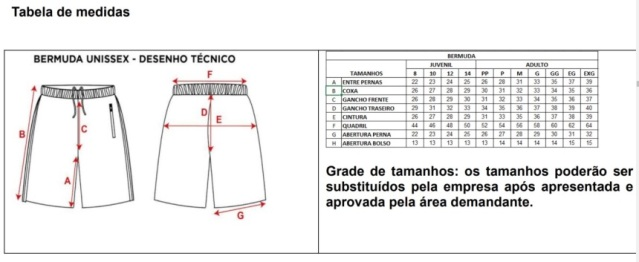 Tabela de medidas
BERMUDA UNISSEX - DESENHO TÉCNICO
F
D
E
C
B
A
G
BERMUDA
JUVENIL ADULTO
TAMANHOS 8 10 12 14 PP P M G GG EG EXG
A ENTRE PERNAS 22 23 24 25 26 28 31 33 35 37 39
B COXA 26 27 28 29 30 31 32 33 34 35 36
C GANCHO FRENTE 26 28 29 30 31 32 33 34 35 36 37
D GANCHO TRASEIRO 29 31 32 33 34 35 36 37 38 39 40
E CINTURA 26 27 28 29 31 33 35 36 37 38 39
F QUADRIL 44 46 48 50 52 54 56 58 60 62 64
G ABERTURA PERNA 22 23 24 25 26 27 28 29 30 31 32
H ABERTURA BOLSO 13 13 13 13 13 14 14 14 14 15 15
Grade de tamanhos: os tamanhos poderão ser
substituídos pela empresa após apresentada e
aprovada pela área demandante.